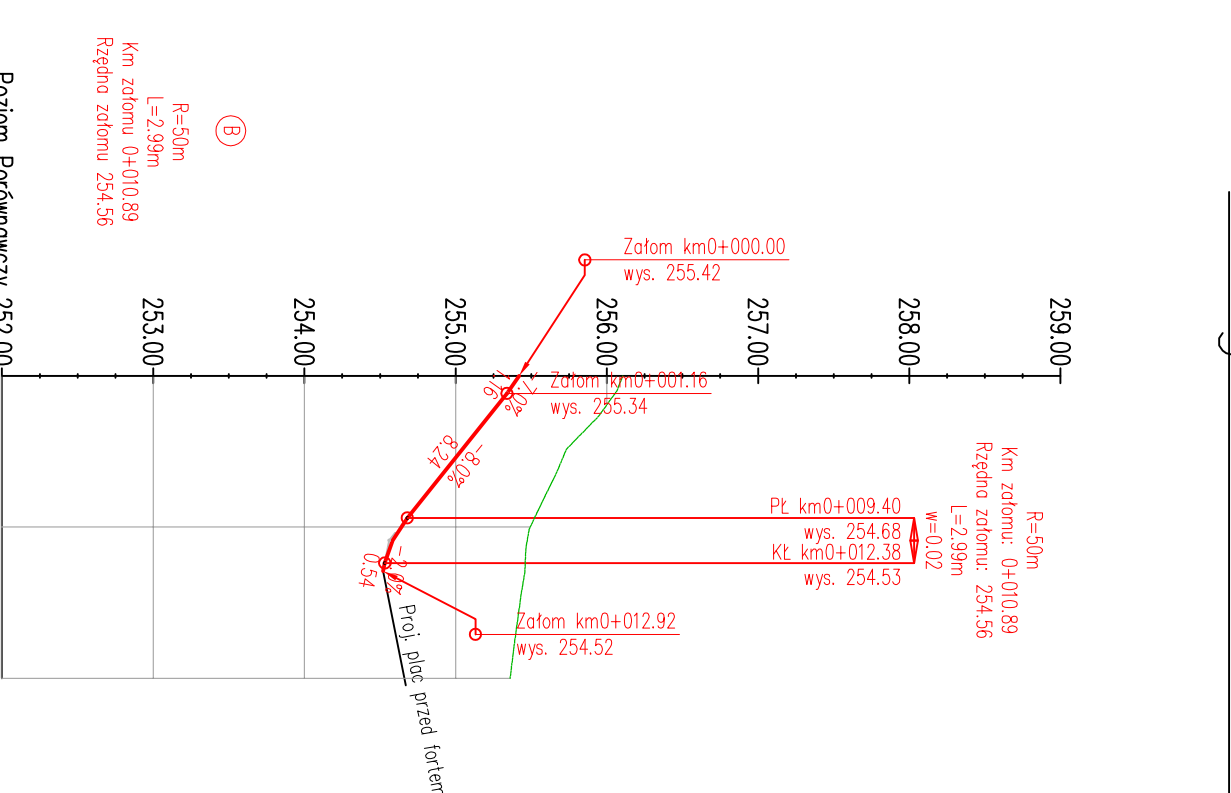 B
R=50m
L=2.99m
Km załomu 0+010.89
Rzędna załomu 254.56
Poziom Porównawczy 252.00
253.00
254.00
255.00
256.00
257.00
258.00
259.00
Załom km0+000.00
wys. 255.42
Załom km0+001.16
wys. 255.34
-7.0%
1.16
-8.0%
8.24
PŁ km0+009.40
wys. 254.68
KŁ km0+012.38
wys. 254.53
R=50m
Km załomu: 0+010.89
Rzędna załomu: 254.56
L=2.99m
w=0.02
-2.0%
0.54
Załom km0+012.92
wys. 254.52
Proj. plac przed fortem